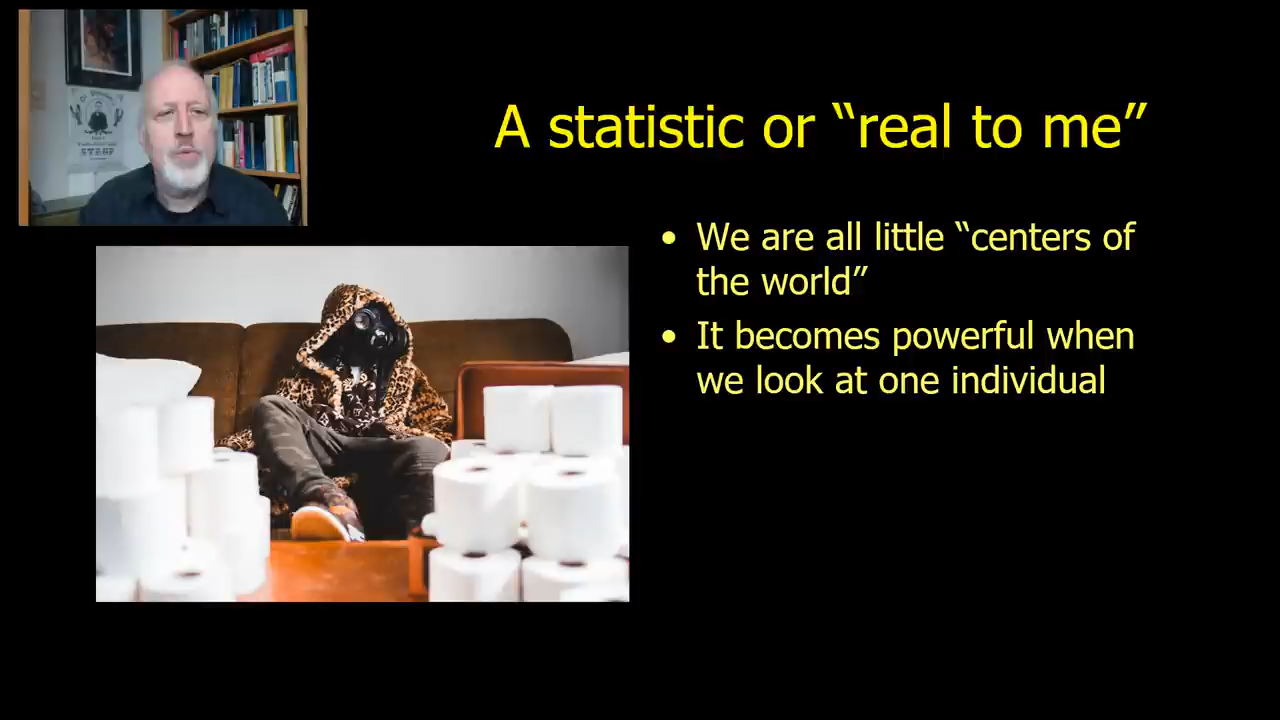 A statistic or “real to me”
• We are all little “centers of
the world”
• It becomes powerful when
we look at one individual